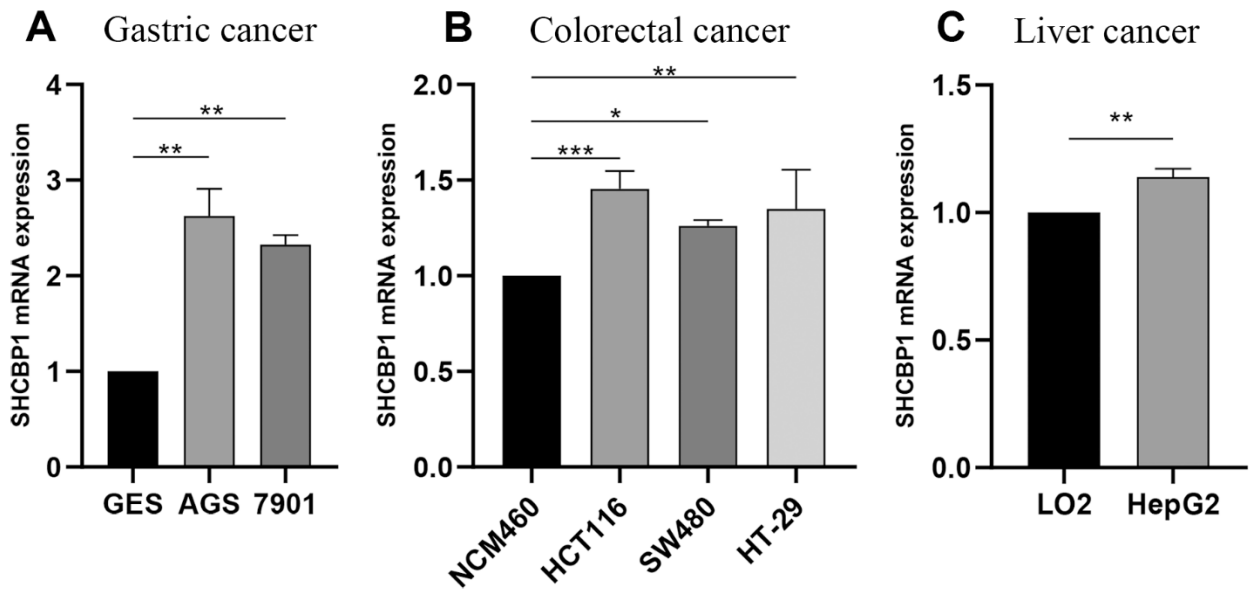 A Gastric cancer
SHCBP1 mRNA expression
4
3
2
1
0
**
**
GES AGS 7901
B Colorectal cancer
SHCBP1 mRNA expression
2.0
1.5
1.0
0.5
0.0
**
*
***
NCM460
HCT116
SW480
HT-29
C Liver cancer
SHCBP1 mRNA expression
1.5
1.0
0.5
0.0
**
LO2 HepG2